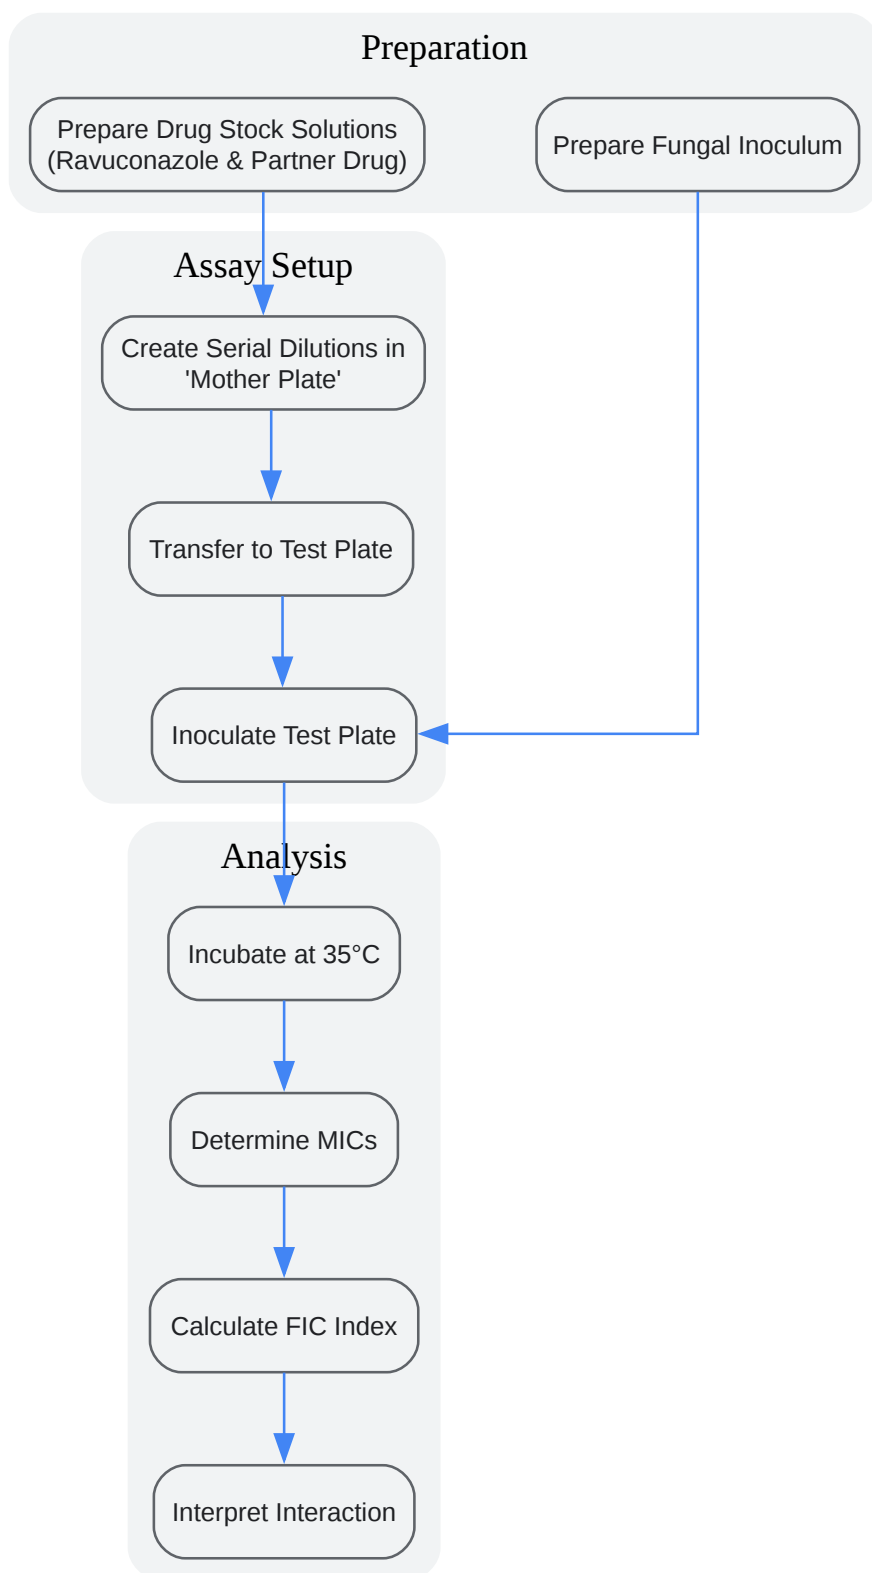 Preparation
Prepare Drug Stock Solutions
(Ravuconazole & Partner Drug)
Prepare Fungal Inoculum
Assay Setup
Create Serial Dilutions in
'Mother Plate'
Transfer to Test Plate
Inoculate Test Plate
Analysis
Incubate at 35°C
Determine MICs
Calculate FIC Index
Interpret Interaction